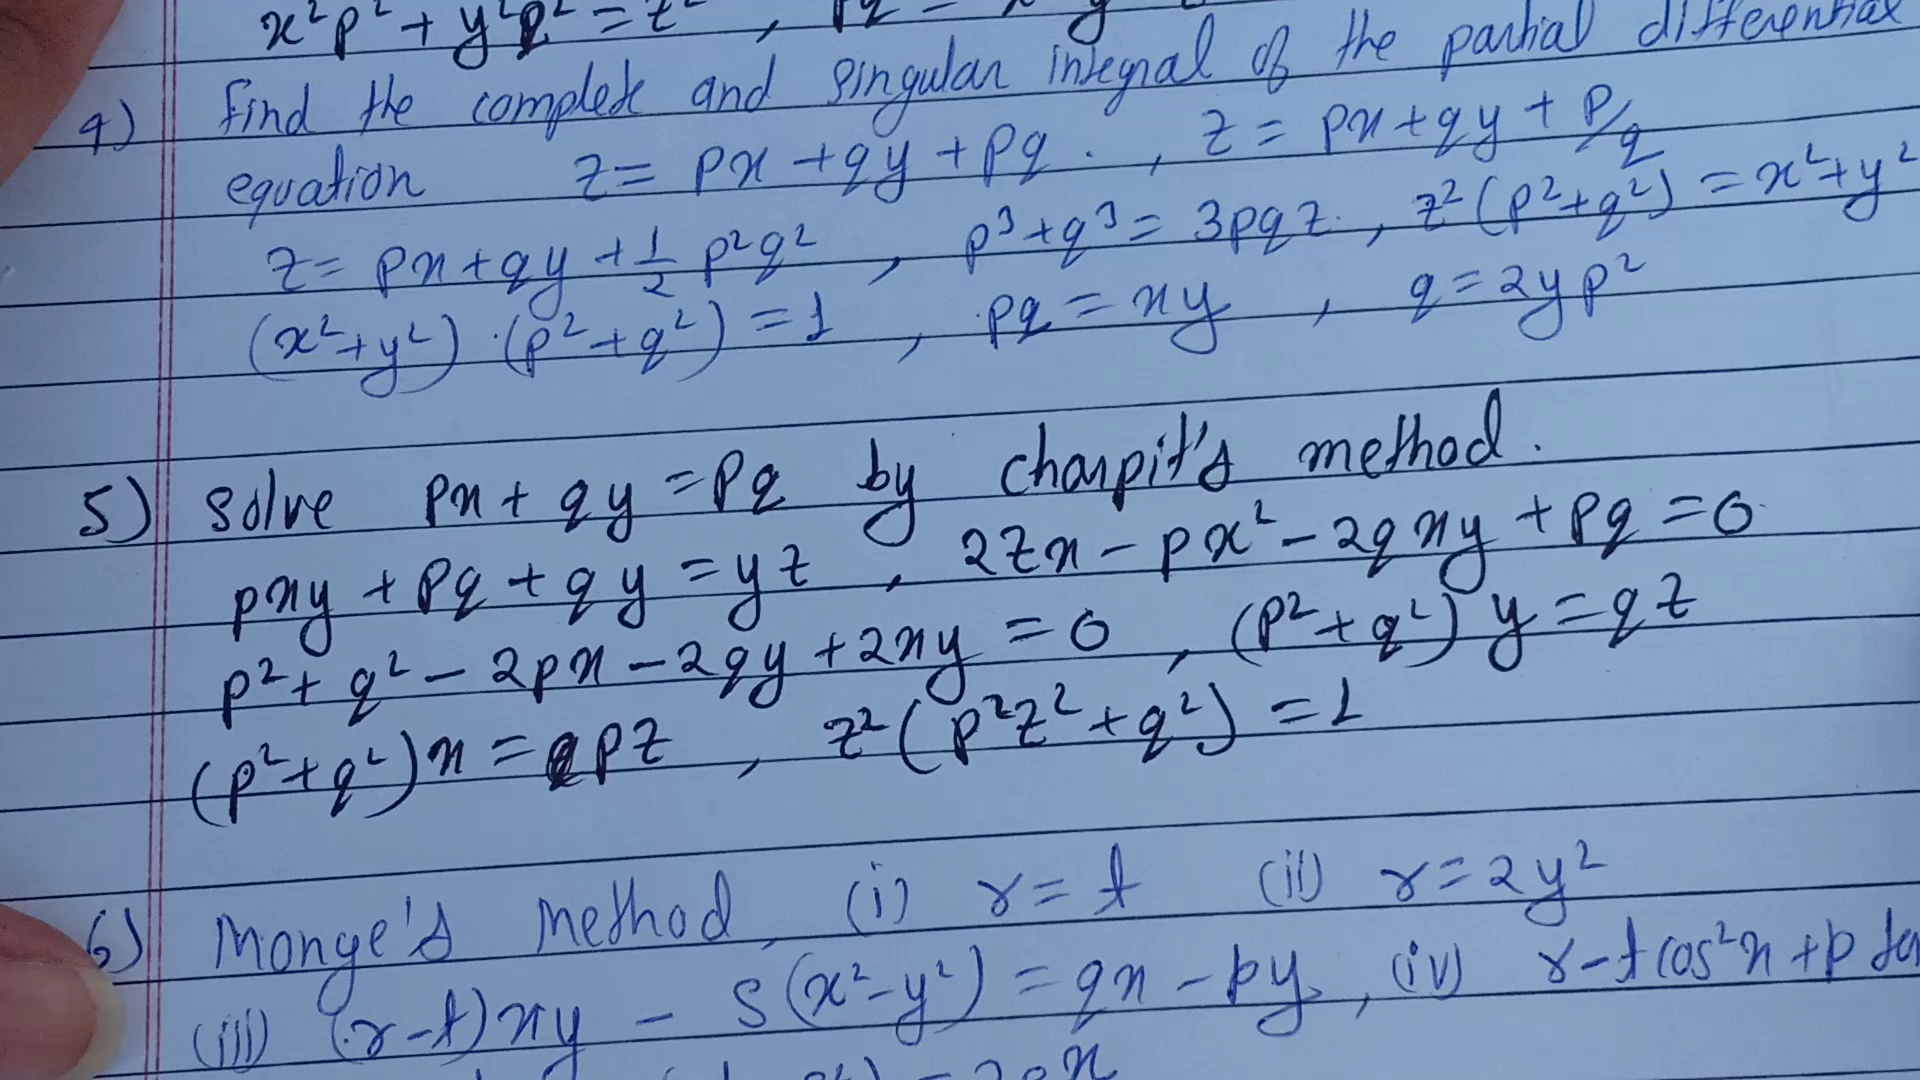 x²p² + y²p² = z² ,
4) find the complete and singular integral of the partial differential
equation z = px + qy + pq . , z = px + qy + p/q
z = px + qy + 1/2 p²q² , p³ + q³ = 3pqz. , z² (p² + q²) = x² + y²
(x² + y²) · (p² + q²) = 1 , pq = xy , q = 2yp²
5) solve px + qy = pq by charpit's method.
pxy + pq + qy = yz , 2zx - px² - 2qxy + pq = 0
p² + q² - 2px - 2qy + 2xy = 0 , (p² + q²) y = qz
(p² + q²) x = pz , z² (p²z² + q²) = 1
6) Monge's Method, (i) r = t (ii) r = 2y²
(iii) (r-t) xy - s (x² - y²) = qx - py, , (iv) r - t cos²x + p